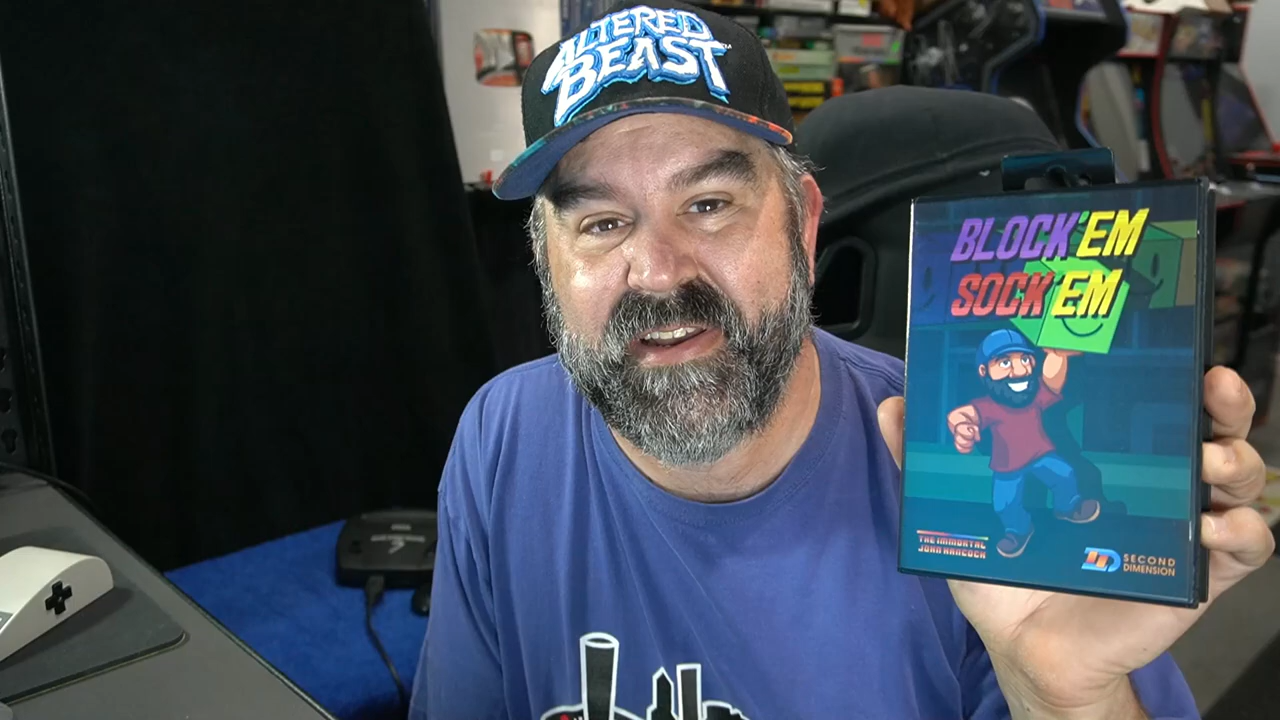 ALTERED
BEAST
BLOCK'EM
SOCK'EM
THE IMMORTAL
JOHN HANCOCK
SECOND
DIMENSION